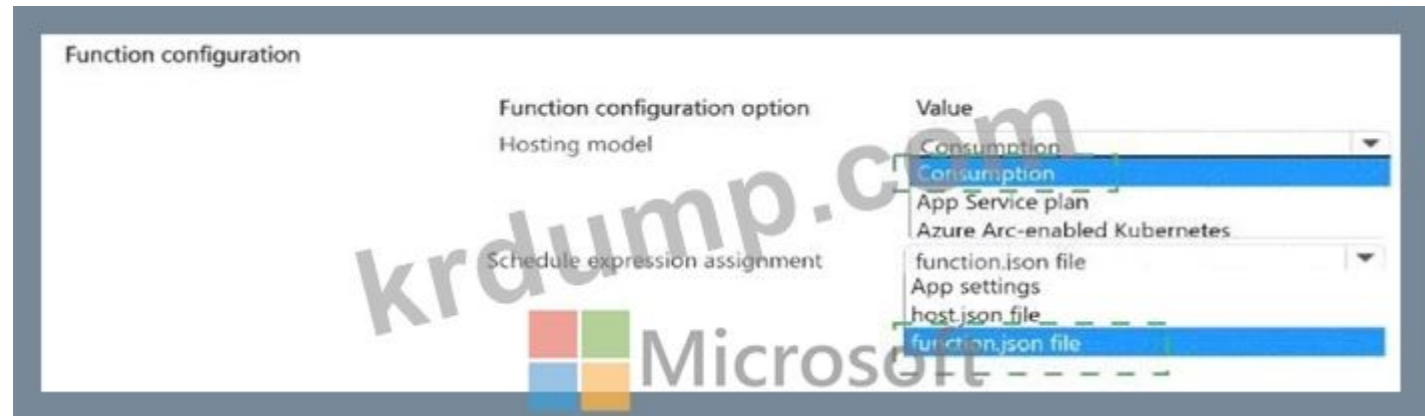 Function configuration
Function configuration option Value
Hosting model Consumption
Consumption
App Service plan
Azure Arc-enabled Kubernetes
Schedule expression assignment function.json file
App settings
host.json file
function.json file
krdump.com
Microsoft